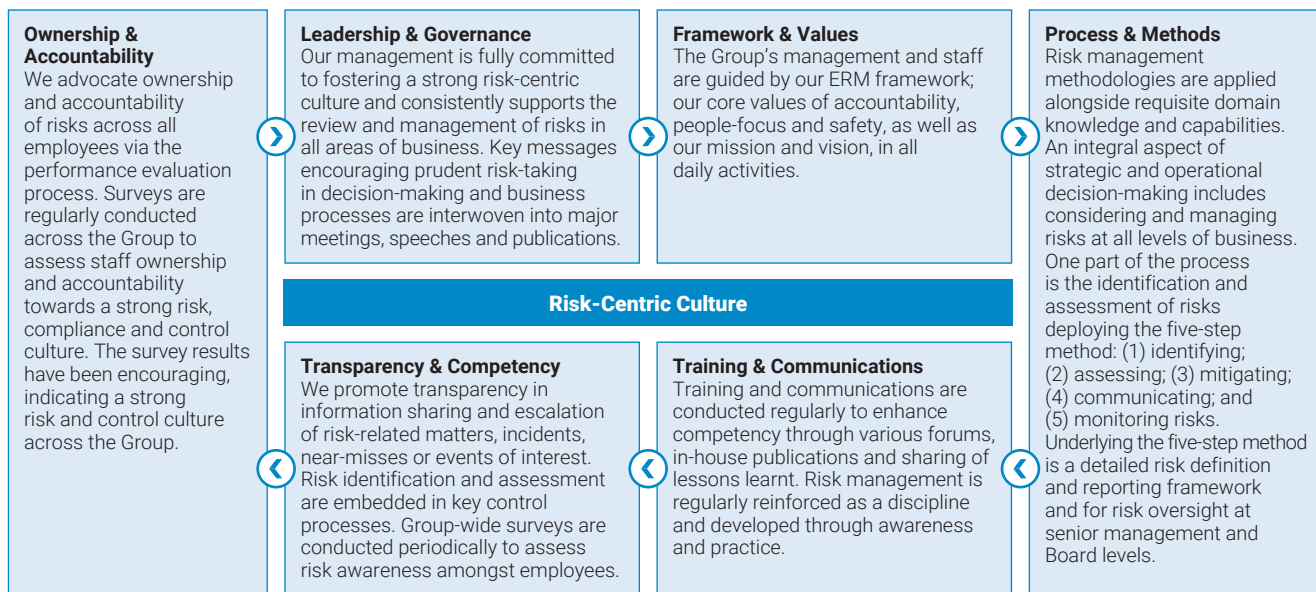 Ownership &
Accountability
We advocate ownership
and accountability
of risks across all
employees via the
performance evaluation
process. Surveys are
regularly conducted
across the Group to
assess staff ownership
and accountability
towards a strong risk,
compliance and control
culture. The survey results
have been encouraging,
indicating a strong
risk and control culture
across the Group.
Leadership & Governance
Our management is fully committed
to fostering a strong risk-centric
culture and consistently supports the
review and management of risks in
all areas of business. Key messages
encouraging prudent risk-taking
in decision-making and business
processes are interwoven into major
meetings, speeches and publications.
Framework & Values
The Group’s management and staff
are guided by our ERM framework;
our core values of accountability,
people-focus and safety, as well as
our mission and vision, in all
daily activities.
Process & Methods
Risk management
methodologies are applied
alongside requisite domain
knowledge and capabilities.
An integral aspect of
strategic and operational
decision-making includes
considering and managing
risks at all levels of business.
One part of the process
is the identification and
assessment of risks
deploying the five-step
method: (1) identifying;
(2) assessing; (3) mitigating;
(4) communicating; and
(5) monitoring risks.
Underlying the five-step method
is a detailed risk definition
and reporting framework
and for risk oversight at
senior management and
Board levels.
Risk-Centric Culture
Transparency & Competency
We promote transparency in
information sharing and escalation
of risk-related matters, incidents,
near-misses or events of interest.
Risk identification and assessment
are embedded in key control
processes. Group-wide surveys are
conducted periodically to assess
risk awareness amongst employees.
Training & Communications
Training and communications are
conducted regularly to enhance
competency through various forums,
in-house publications and sharing of
lessons learnt. Risk management is
regularly reinforced as a discipline
and developed through awareness
and practice.